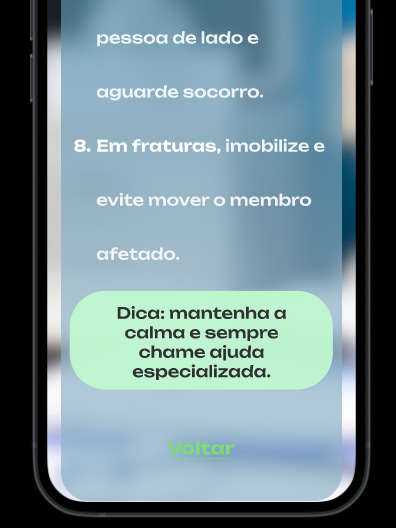 pessoa de lado e
aguarde socorro.
8. Em fraturas, imobilize e
evite mover o membro
afetado.
Dica: mantenha a
calma e sempre
chame ajuda
especializada.
Voltar